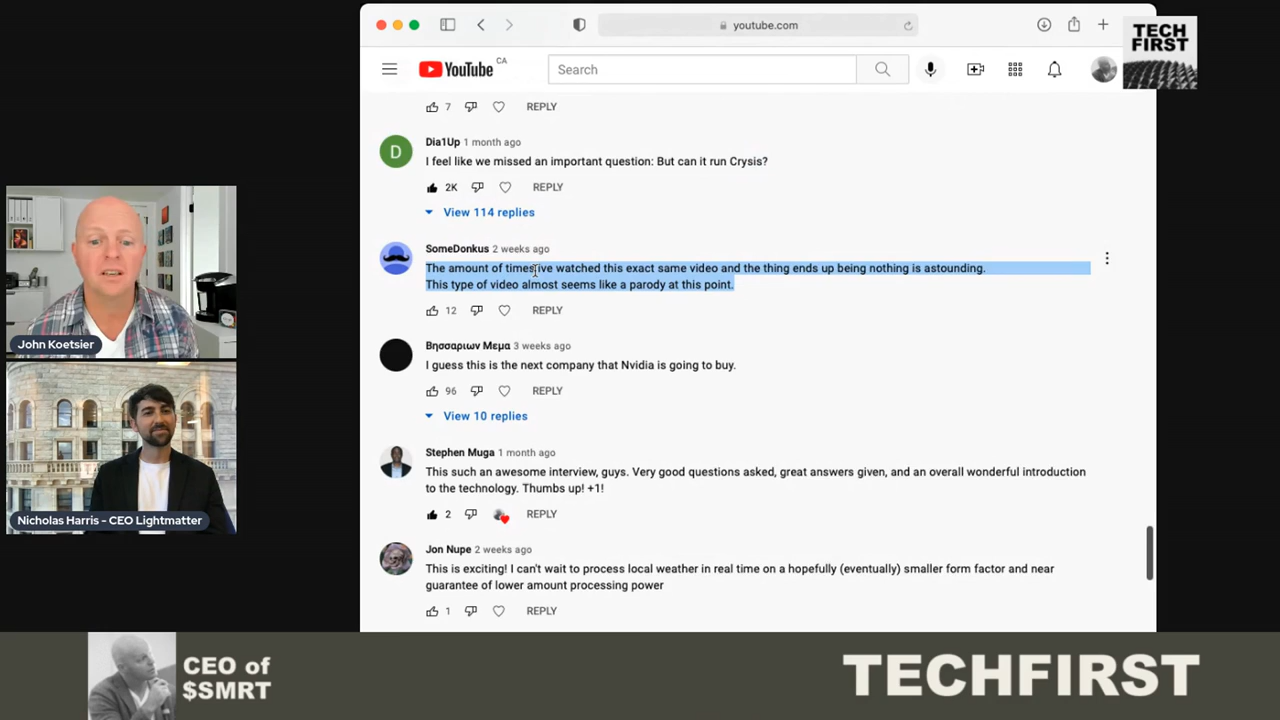 youtube.com
TECH
FIRST
YouTube CA
Search
7 REPLY
D
Dia1Up 1 month ago
I feel like we missed an important question: But can it run Crysis?
2K REPLY
View 114 replies
SomeDonkus 2 weeks ago
The amount of times ive watched this exact same video and the thing ends up being nothing is astounding.
This type of video almost seems like a parody at this point.
12 REPLY
Βησσαριων Μεμα 3 weeks ago
I guess this is the next company that Nvidia is going to buy.
96 REPLY
View 10 replies
Stephen Muga 1 month ago
This such an awesome interview, guys. Very good questions asked, great answers given, and an overall wonderful introduction
to the technology. Thumbs up! +1!
2 REPLY
Jon Nupe 2 weeks ago
This is exciting! I can't wait to process local weather in real time on a hopefully (eventually) smaller form factor and near
guarantee of lower amount processing power
1 REPLY
John Koetsier
Nicholas Harris - CEO Lightmatter
CEO of
$SMRT
TECHFIRST